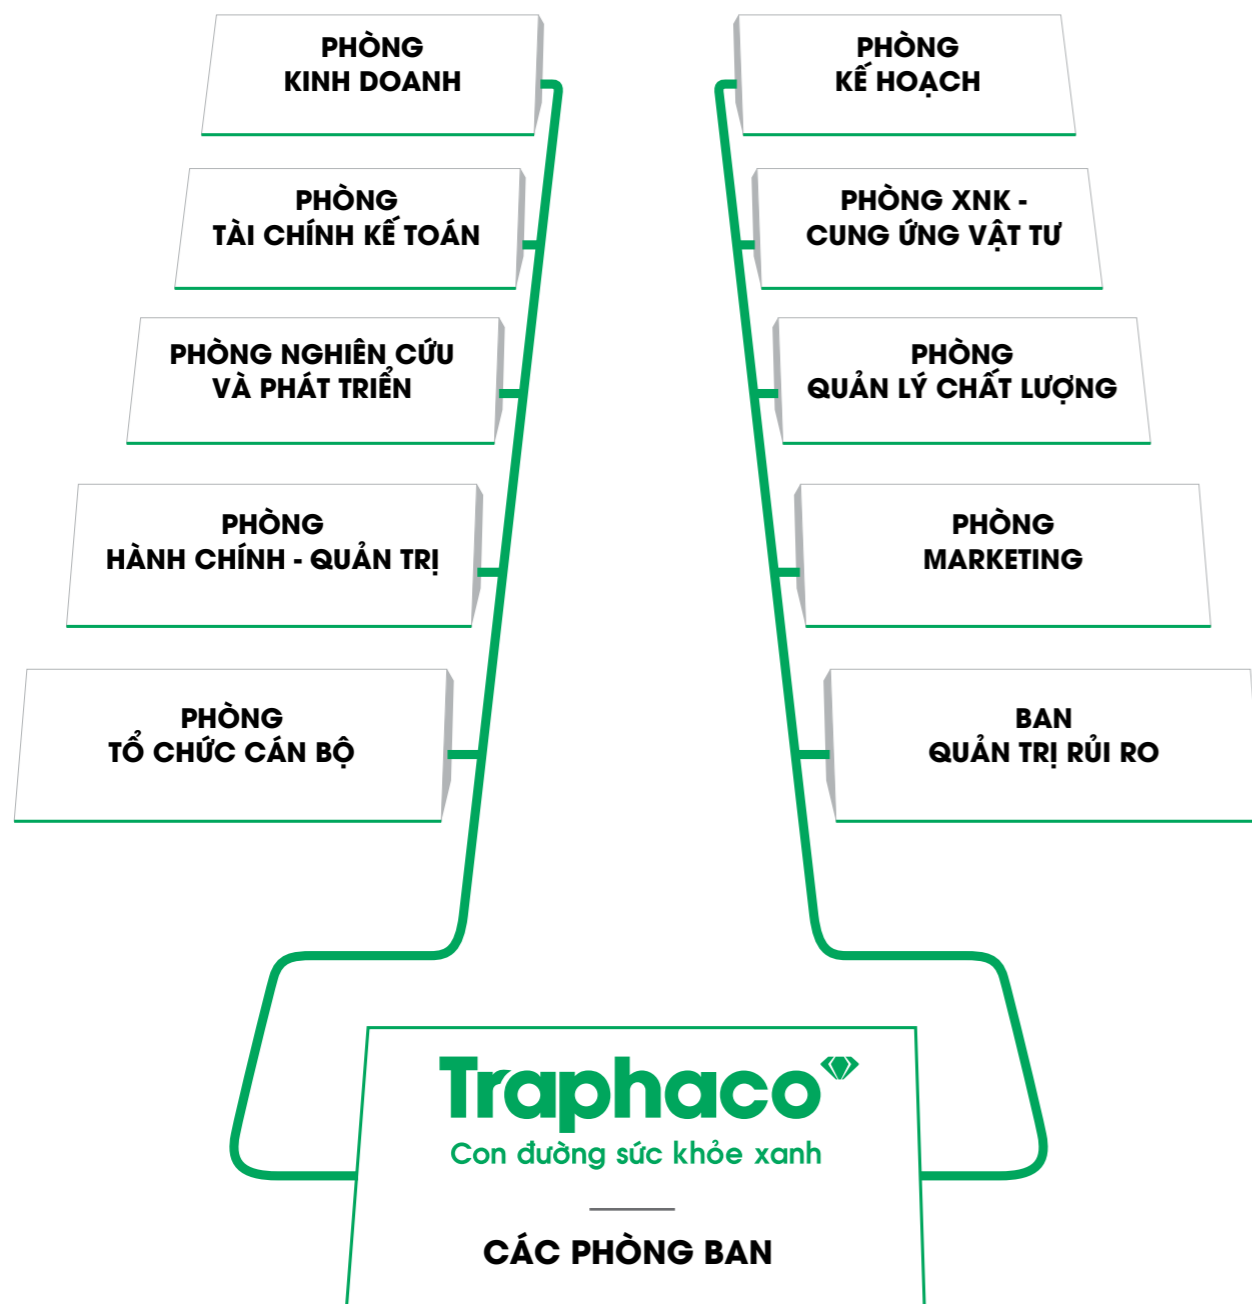 PHÒNG
KINH DOANH
PHÒNG
TÀI CHÍNH KẾ TOÁN
PHÒNG NGHIÊN CỨU
VÀ PHÁT TRIỂN
PHÒNG
HÀNH CHÍNH - QUẢN TRỊ
PHÒNG
TỔ CHỨC CÁN BỘ
PHÒNG
KẾ HOẠCH
PHÒNG XNK -
CUNG ỨNG VẬT TƯ
PHÒNG
QUẢN LÝ CHẤT LƯỢNG
PHÒNG
MARKETING
BAN
QUẢN TRỊ RỦI RO
Traphaco
Con đường sức khỏe xanh
CÁC PHÒNG BAN